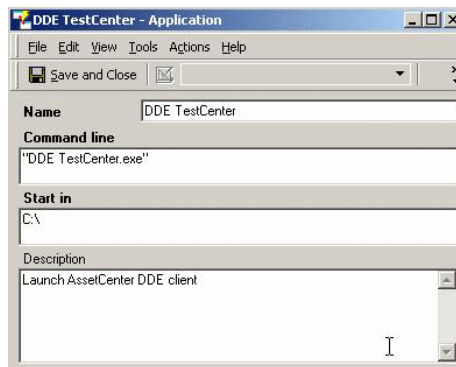 DDE TestCenter - Application
File Edit View Tools Actions Help
Save and Close
Name DDE TestCenter
Command line
"DDE TestCenter.exe"
Start in
C:\
Description
Launch AssetCenter DDE client